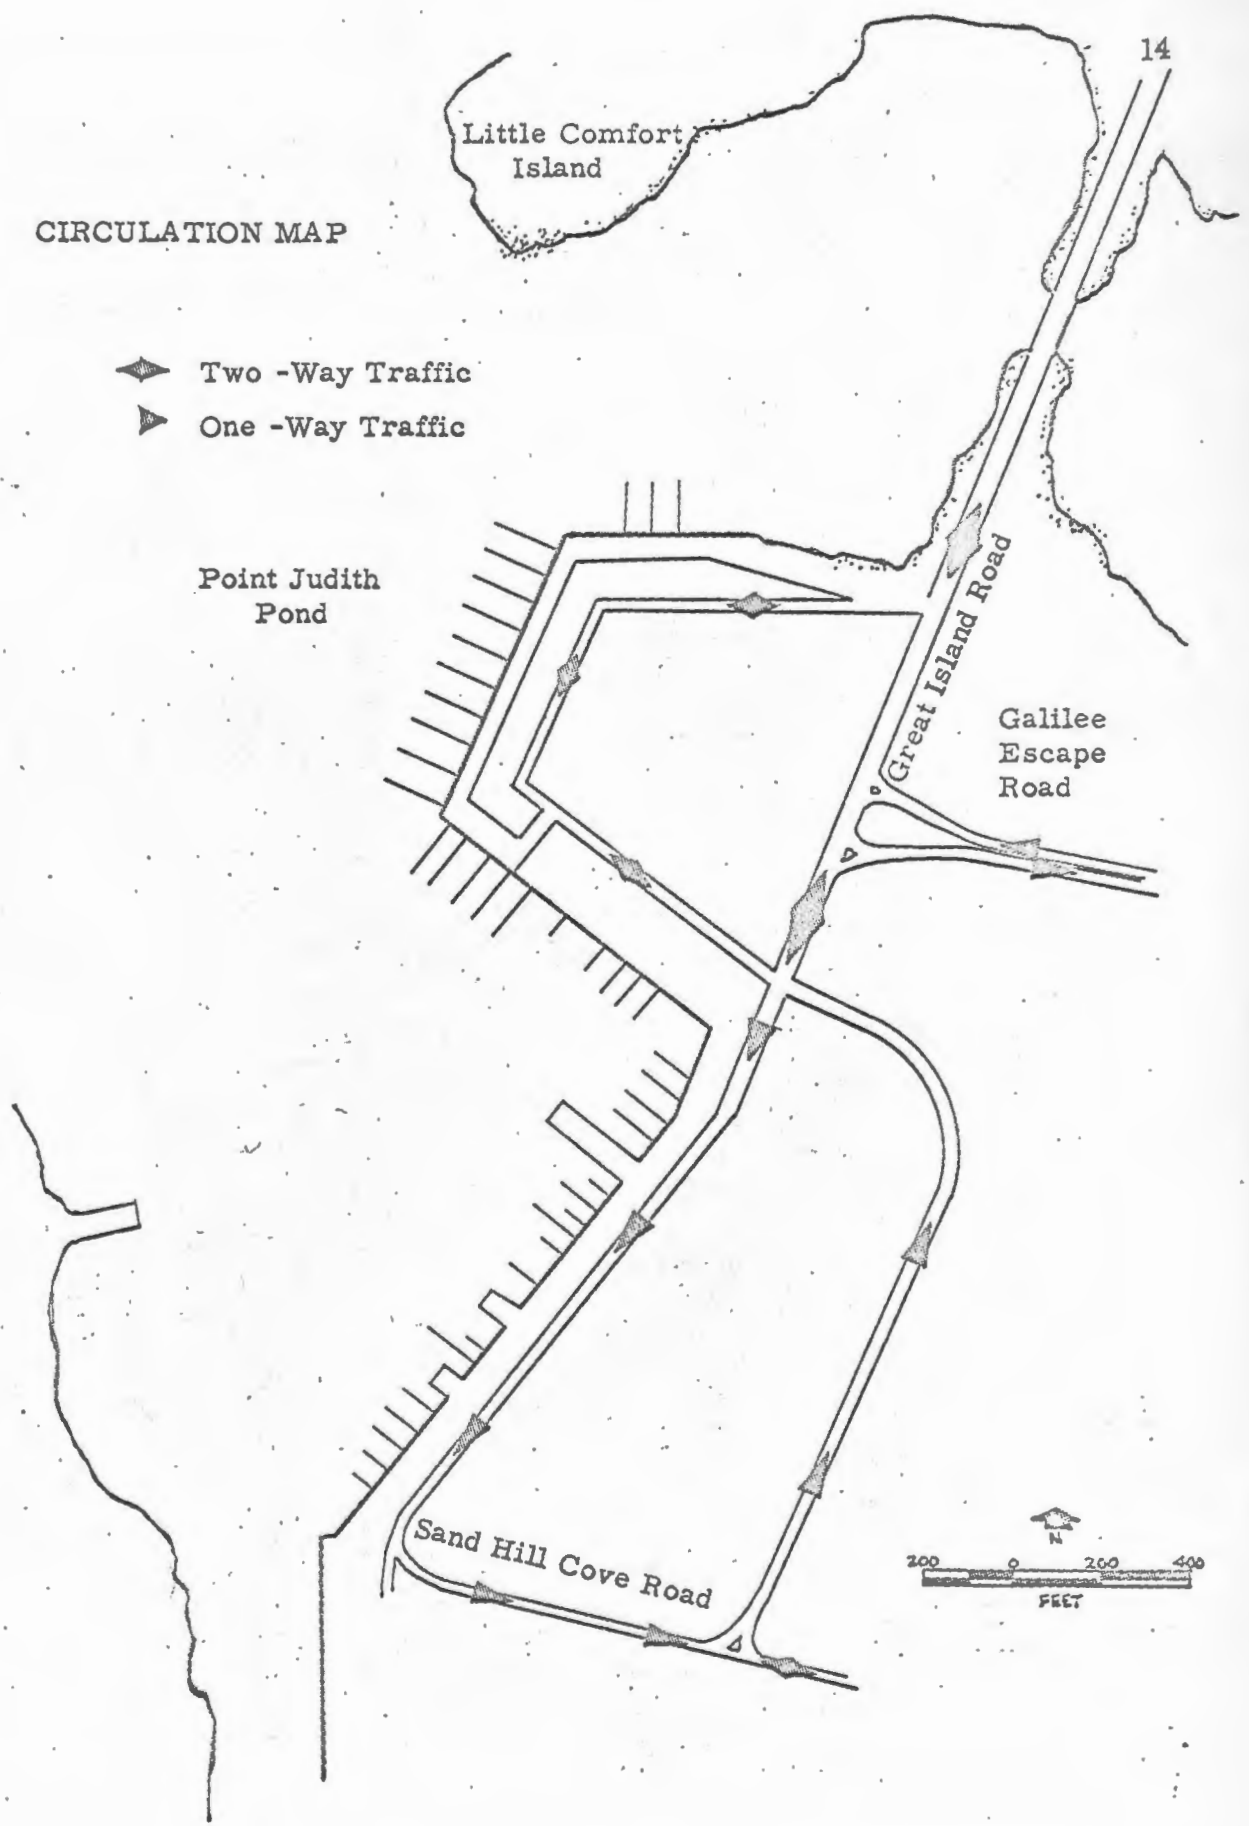 14
Little Comfort
Island
CIRCULATION MAP
Two -Way Traffic
One -Way Traffic
Point Judith
Pond
Great Island Road
Galilee
Escape
Road
Sand Hill Cove Road
N
200 0 200 400
FEET